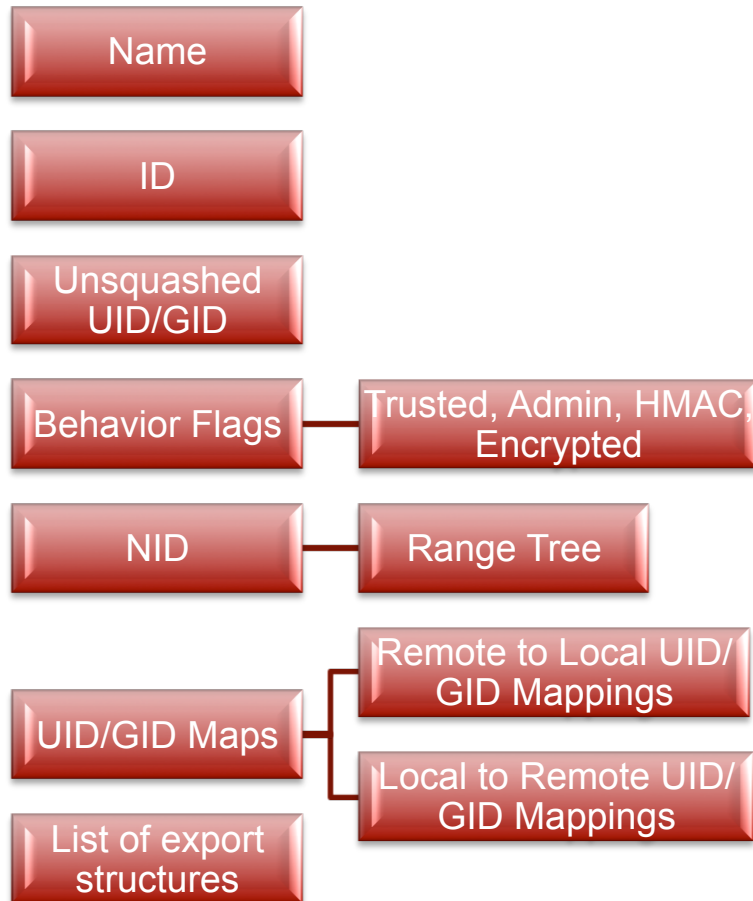 Name
ID
Unsquashed
UID/GID
Behavior Flags
Trusted, Admin, HMAC,
Encrypted
NID
Range Tree
UID/GID Maps
Remote to Local UID/
GID Mappings
Local to Remote UID/
GID Mappings
List of export
structures